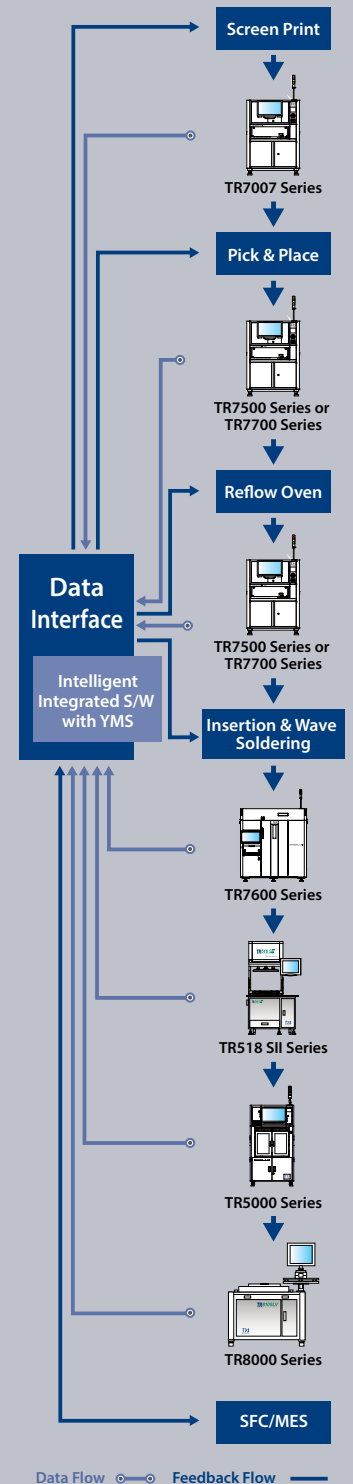 Screen Print
TR7007 Series
Pick & Place
TR7500 Series or
TR7700 Series
Reflow Oven
Data
Interface
TR7500 Series or
TR7700 Series
Intelligent
Integrated S/W
with YMS
Insertion & Wave
Soldering
TR7600 Series
TR518 SII Series
TR5000 Series
TR8000 Series
SFC/MES
Data Flow
Feedback Flow